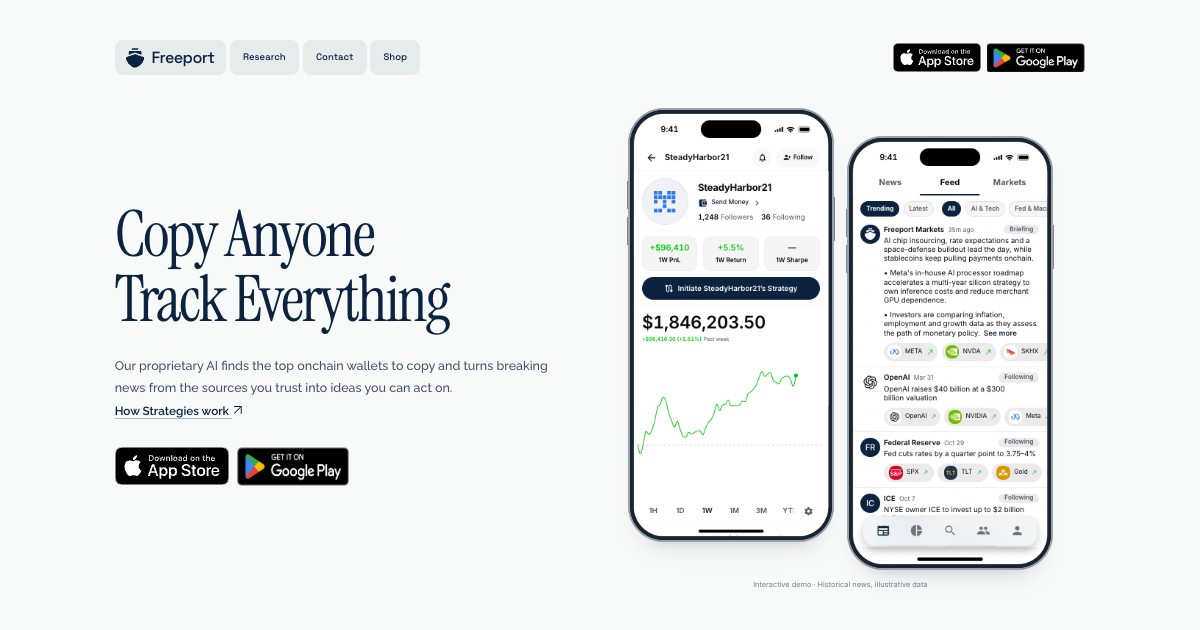 Freeport
Research
Contact
Shop
Download on the
App Store
GET IT ON
Google Play
Copy Anyone
Track Everything
Our proprietary AI finds the top onchain wallets to copy and turns breaking
news from the sources you trust into ideas you can act on.
How Strategies work
Download on the
App Store
GET IT ON
Google Play
9:41
SteadyHarbor21
Follow
SteadyHarbor21
Send Money
1,248 Followers 36 Following
+$96,410
1W PnL
+5.5%
1W Return
—
1W Sharpe
Initiate SteadyHarbor21's Strategy
$1,846,203.50
+$96,410.36 (+5.51%) Past week
1H 1D 1W 1M 3M YT
9:41
News Feed Markets
Trending Latest All AI & Tech Fed & Mac
Freeport Markets 35m ago Briefing
AI chip insourcing, rate expectations and a
space-defense buildout lead the day, while
stablecoins keep pulling payments onchain.
• Meta's in-house AI processor roadmap
accelerates a multi-year silicon strategy to
own inference costs and reduce merchant
GPU dependence.
• Investors are comparing inflation,
employment and growth data as they assess
the path of monetary policy. See more
META NVDA SKHX
OpenAI Mar 31 Following
OpenAI raises $40 billion at a $300
billion valuation
OpenAI NVIDIA Meta
FR
Federal Reserve Oct 29 Following
Fed cuts rates by a quarter point to 3.75–4%
S&P SPX TLT TLT Gold
IC
ICE Oct 7 Following
NYSE owner ICE to invest up to $2 billion
Interactive demo · Historical news, illustrative data